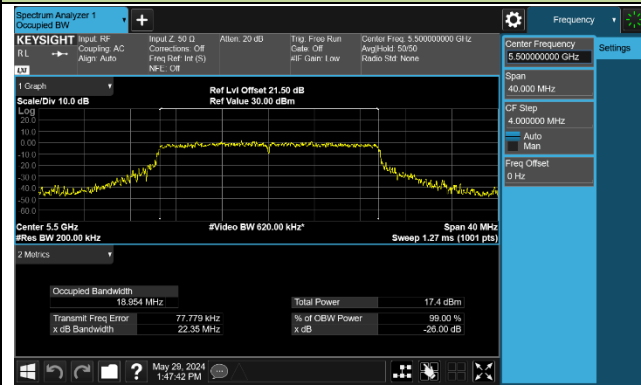 Spectrum Analyzer 1
Occupied BW
Frequency
KEYSIGHT
RL
LXI
Input: RF
Coupling: AC
Align: Auto
Input Z: 50 Ω
Corrections: Off
Freq Ref: Int (S)
NFE: Off
Atten: 20 dB
Trig: Free Run
Gate: Off
#IF Gain: Low
Center Freq: 5.500000000 GHz
Avg|Hold: 50/50
Radio Std: None
Center Frequency
5.500000000 GHz
Settings
Span
40.000 MHz
CF Step
4.000000 MHz
Auto
Man
Freq Offset
0 Hz
1 Graph
Scale/Div 10.0 dB
Ref Lvl Offset 21.50 dB
Ref Value 30.00 dBm
Log
20.0
10.0
0.00
-10.0
-20.0
-30.0
-40.0
-50.0
-60.0
Center 5.5 GHz
#Res BW 200.00 kHz
#Video BW 620.00 kHz*
Span 40 MHz
Sweep 1.27 ms (1001 pts)
2 Metrics
Occupied Bandwidth
18.954 MHz
Total Power 17.4 dBm
Transmit Freq Error 77.779 kHz
% of OBW Power 99.00 %
x dB Bandwidth 22.35 MHz
x dB -26.00 dB
?
May 29, 2024
1:47:42 PM